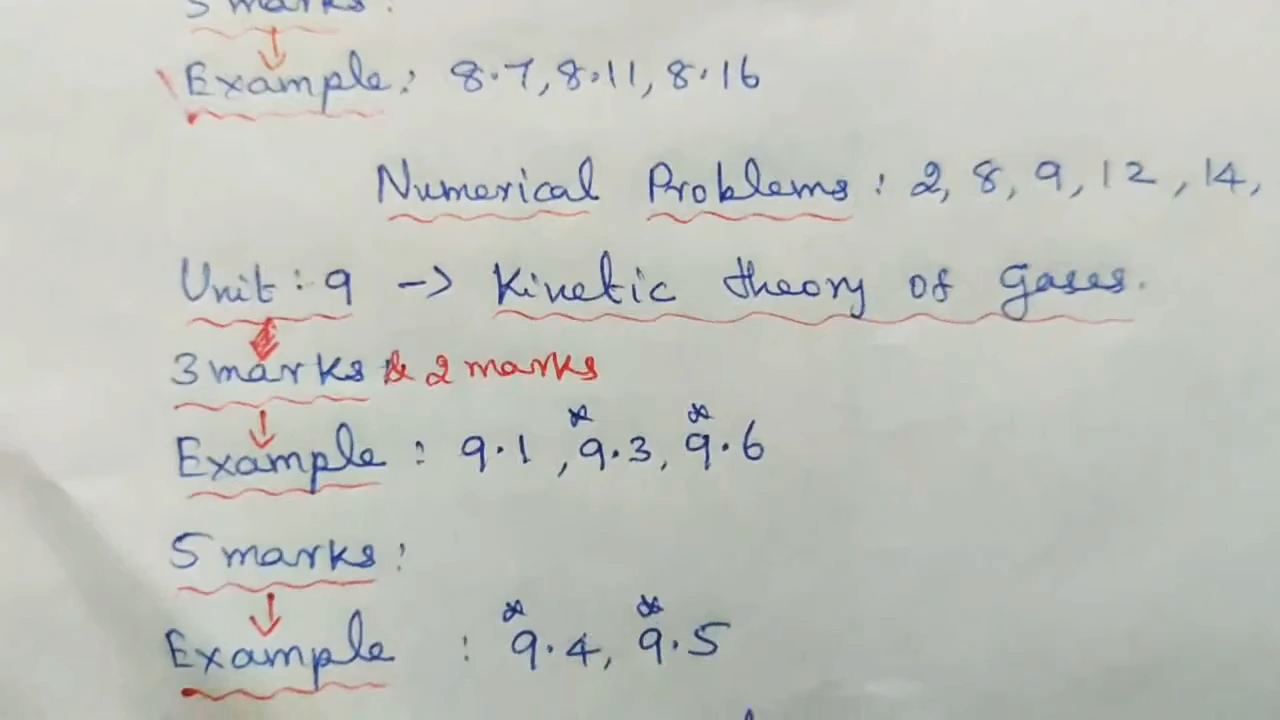 5 marks:
Example: 8.7, 8.11, 8.16
Numerical Problems: 2, 8, 9, 12, 14,
Unit: 9 -> Kinetic theory of gases.
3 marks & 2 marks
Example: 9.1, *9.3, *9.6
5 marks:
Example: *9.4, *9.5